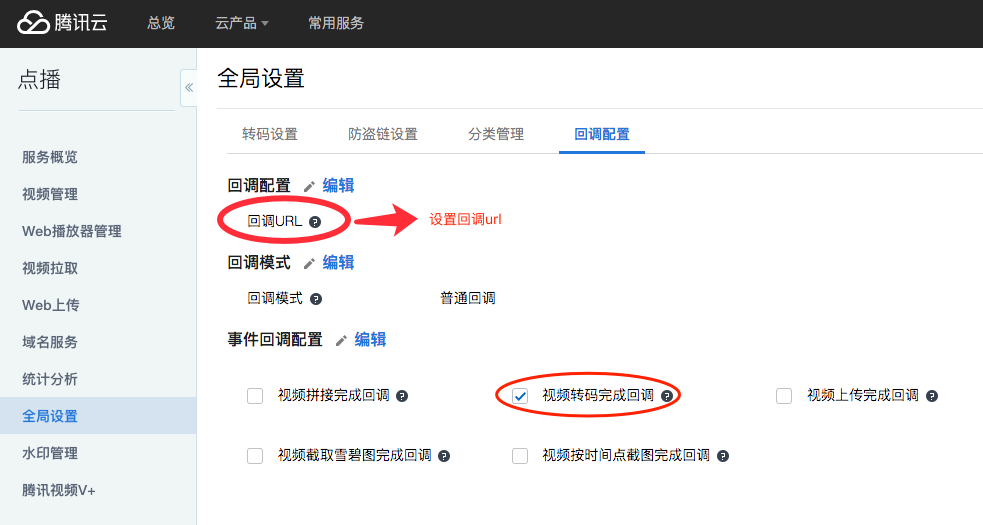 腾讯云 总览 云产品 常用服务
点播
«
全局设置
转码设置 防盗链设置 分类管理 回调配置
服务概览
视频管理
Web播放器管理
视频拉取
Web上传
域名服务
统计分析
全局设置
水印管理
腾讯视频V+
回调配置 编辑
回调URL ? 设置回调url
回调模式 编辑
回调模式 ? 普通回调
事件回调配置 编辑
视频拼接完成回调 ? 视频转码完成回调 ? 视频上传完成回调 ?
视频截取雪碧图完成回调 ? 视频按时间点截图完成回调 ?